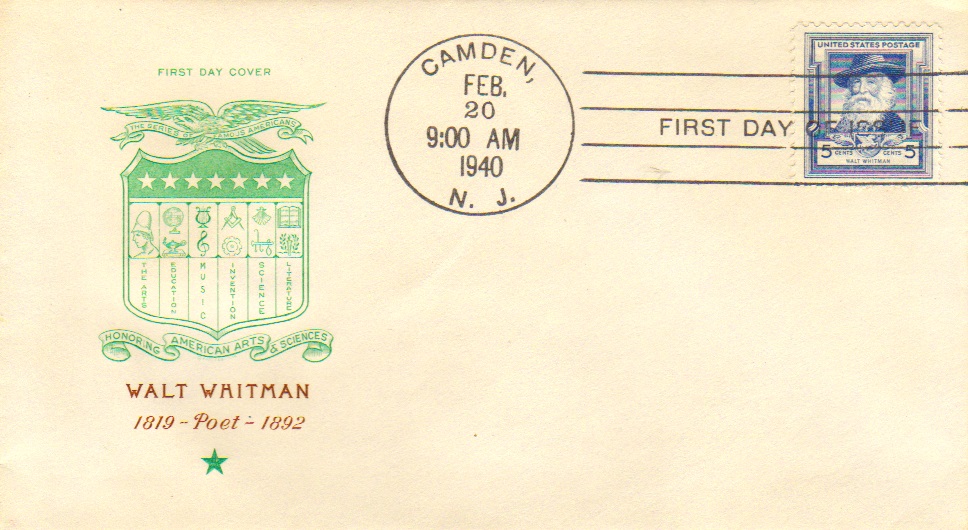 FIRST DAY COVER
THE SERIES OF FAMOUS AMERICANS
THE ARTS
EDUCATION
MUSIC
INVENTION
SCIENCE
LITERATURE
HONORING AMERICAN ARTS & SCIENCES
WALT WHITMAN
1819 - Poet - 1892
CAMDEN,
FEB.
20
9:00 AM
1940
N. J.
FIRST DAY OF ISSUE
UNITED STATES POSTAGE
5 CENTS CENTS 5
WALT WHITMAN